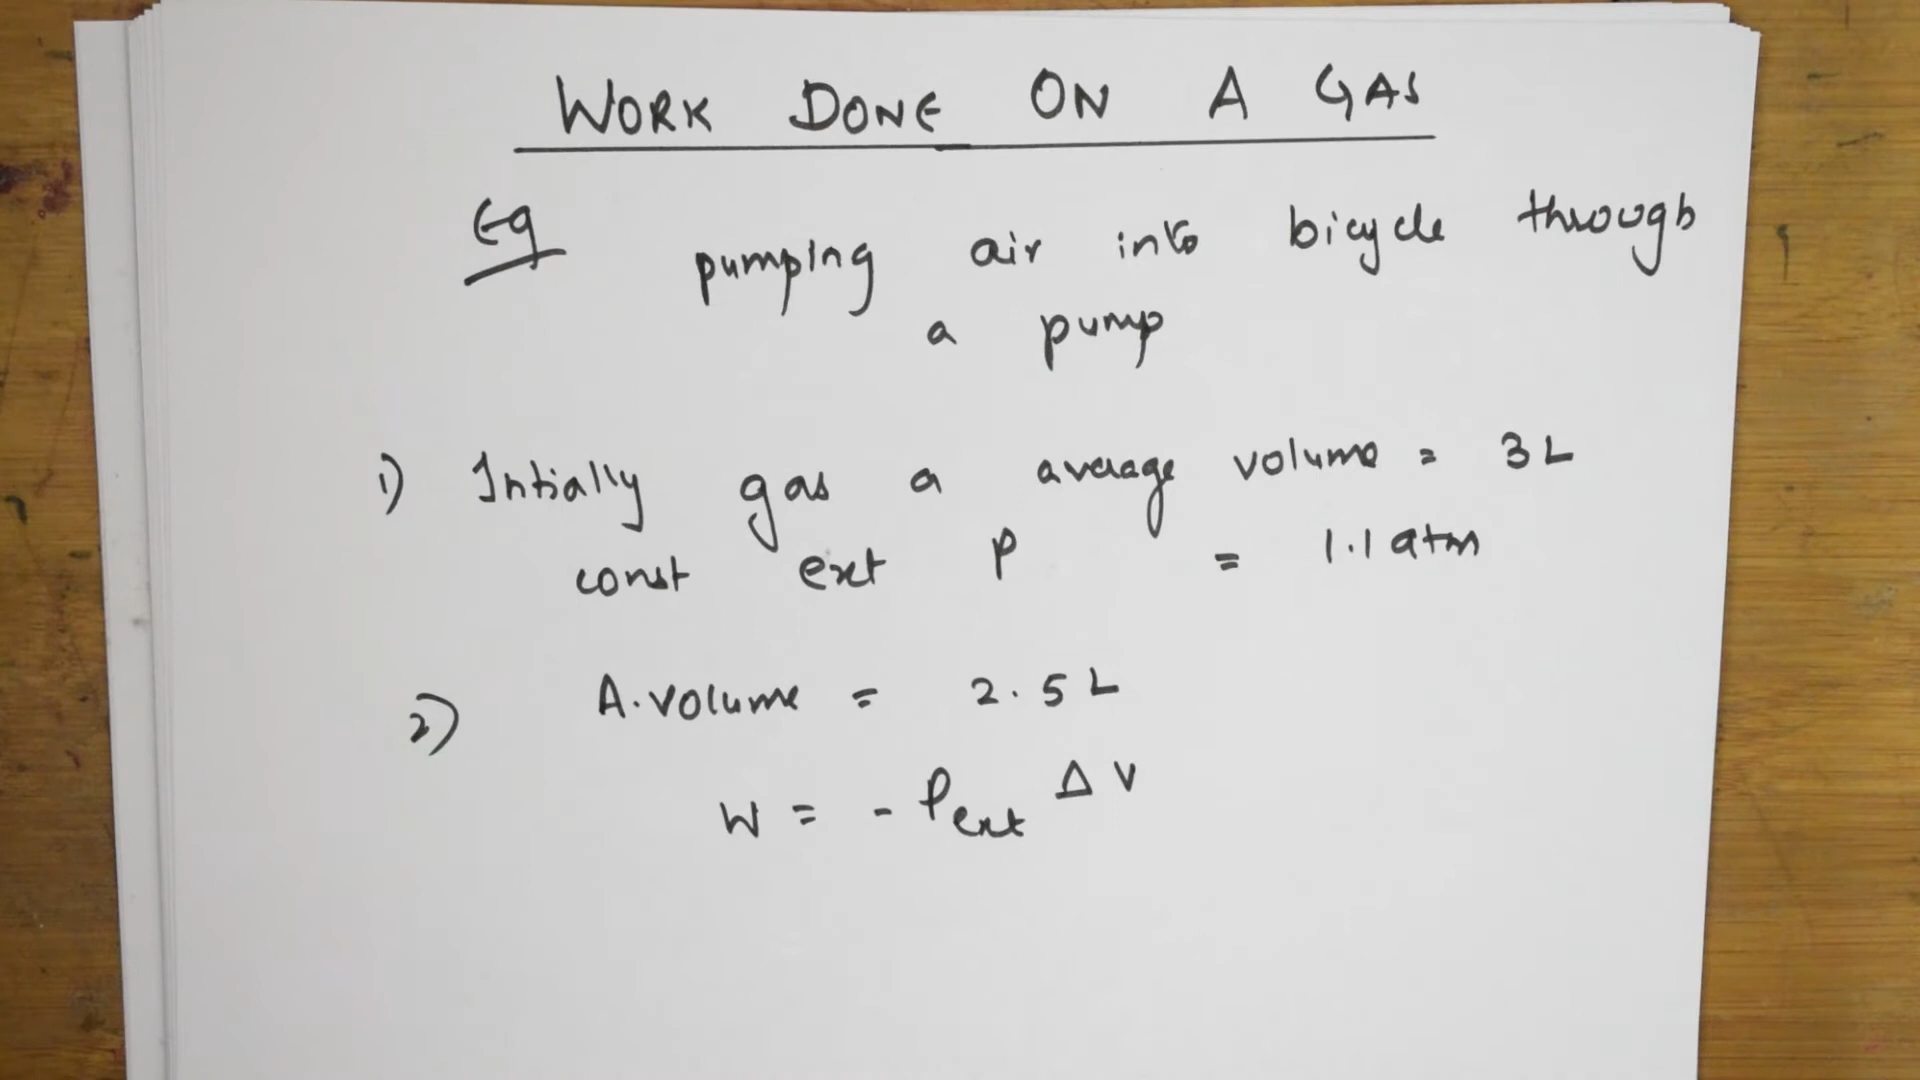 WORK DONE ON A GAS
Eg pumping air into bicycle through
a pump
1) Intially gas a average volume = 3L
const ext P = 1.1 atm
2) A.volume = 2.5L
W = - Pext ΔV